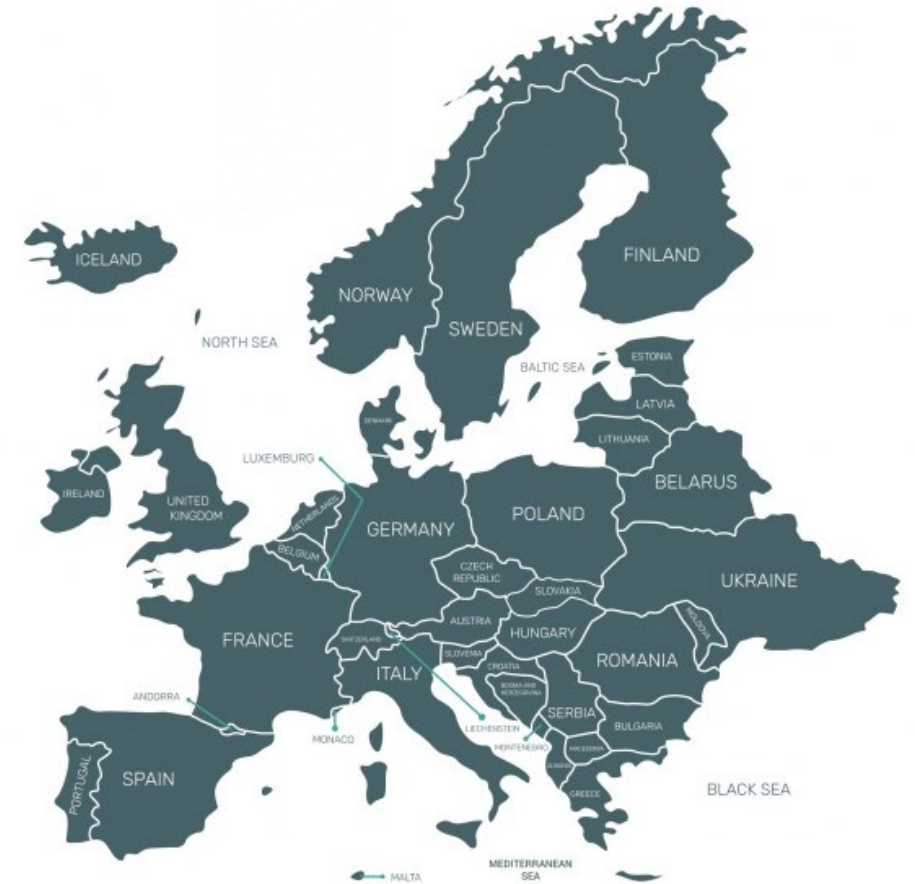 ICELAND
NORWAY
FINLAND
SWEDEN
NORTH SEA
BALTIC SEA
ESTONIA
LATVIA
LITHUANIA
DENMARK
LUXEMBURG
IRELAND
UNITED
KINGDOM
NETHERLANDS
BELGIUM
GERMANY
POLAND
BELARUS
CZECH
REPUBLIC
SLOVAKIA
UKRAINE
FRANCE
SWITZERLAND
AUSTRIA
HUNGARY
MOLDOVA
ITALY
SLOVENIA
CROATIA
ROMANIA
BOSNIA AND
HERZEGOVINA
ANDORRA
MONACO
LIECHENSTEIN
MONTENEGRO
SERBIA
BULGARIA
MACEDONIA
PORTUGAL
SPAIN
GREECE
BLACK SEA
MALTA
MEDITERRANEAN
SEA